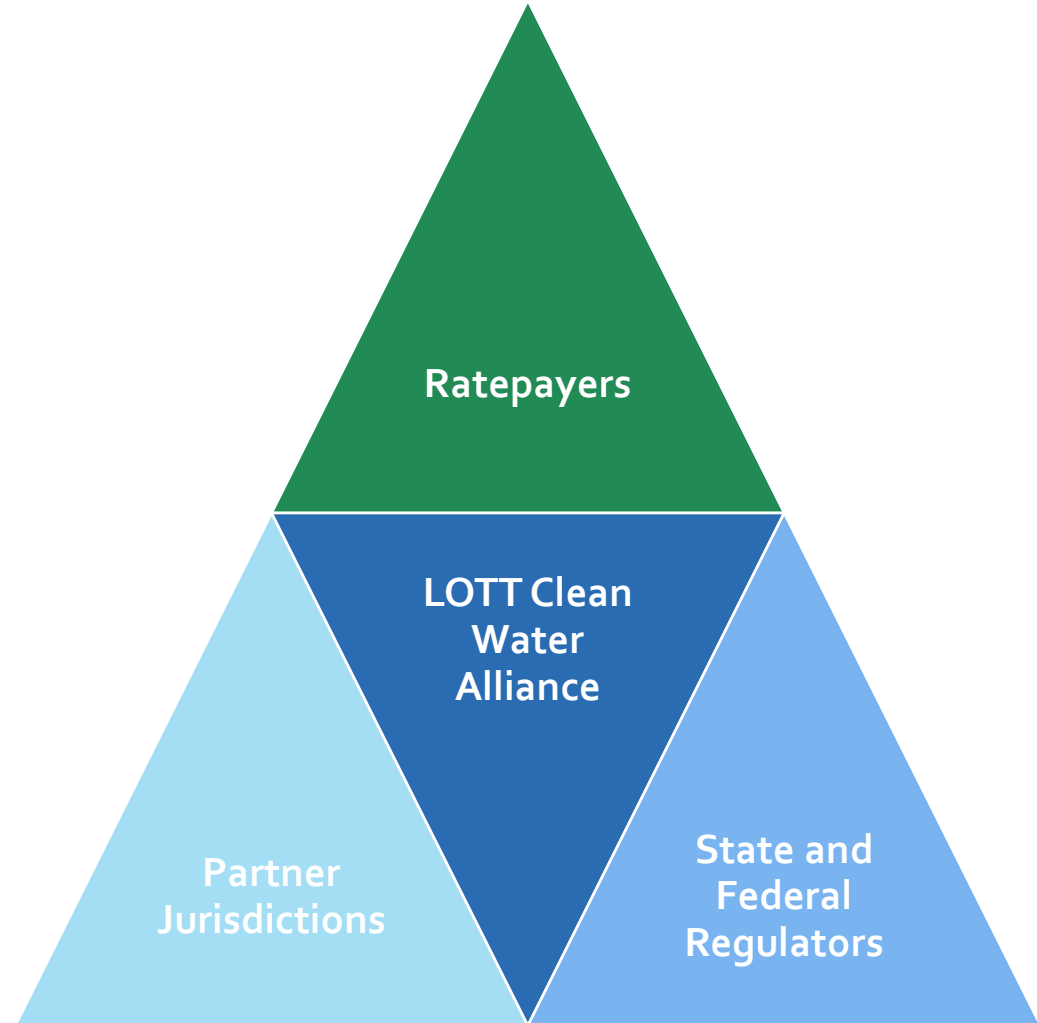 Ratepayers
LOTT Clean
Water
Alliance
Partner
Jurisdictions
State and
Federal
Regulators